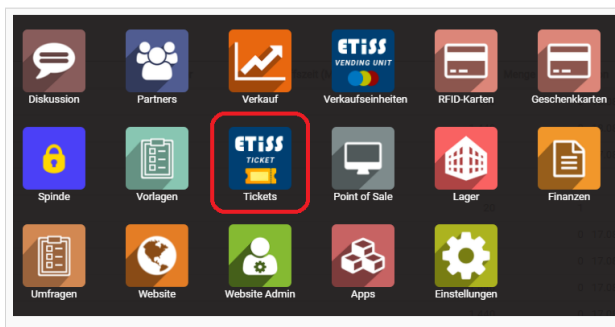 ETISS
VENDING UNIT
Diskussion
Partners
Verkauf
Verkaufseinheiten
RFID-Karten
Geschenkkarten
ETISS
TICKET
Spinde
Vorlagen
Tickets
Point of Sale
Lager
Finanzen
Umfragen
Website
Website Admin
Apps
Einstellungen